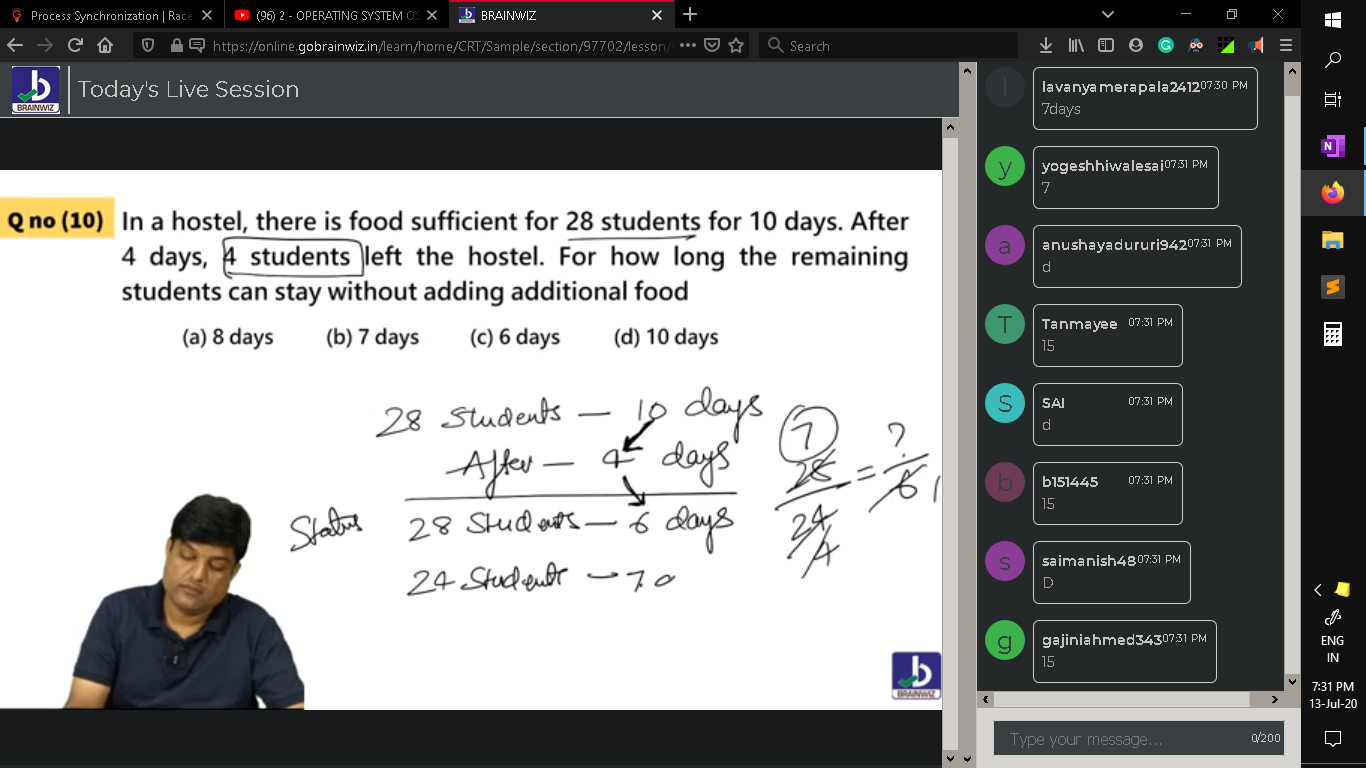 Process Synchronization | Race
(96) 2 - OPERATING SYSTEM OS
BRAINWIZ
https://online.gobrainwiz.in/learn/home/CRT/Sample/section/97702/lesson/
Search
BRAINWIZ
Today's Live Session
Q no (10)
In a hostel, there is food sufficient for 28 students for 10 days. After
4 days, 4 students left the hostel. For how long the remaining
students can stay without adding additional food
(a) 8 days (b) 7 days (c) 6 days (d) 10 days
28 Students — 10 days
After — 4 days
Status 28 Students — 6 days
24 Students — 7 d
7
28/24 = ?/6
4
BRAINWIZ
lavanyamerapala2412 07:30 PM
7days
yogeshhiwalesai 07:31 PM
7
anushayadururi942 07:31 PM
d
Tanmayee 07:31 PM
15
SAI 07:31 PM
d
b151445 07:31 PM
15
saimanish48 07:31 PM
D
gajiniahmed343 07:31 PM
15
Type your message...
0/200
ENG
IN
7:31 PM
13-Jul-20